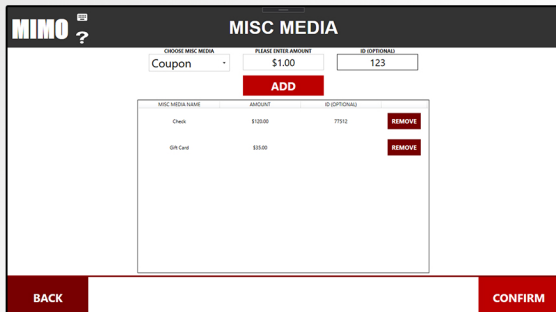 MIMO
?
MISC MEDIA
CHOOSE MISC MEDIA PLEASE ENTER AMOUNT ID (OPTIONAL)
Coupon $1.00 123
ADD
MISC MEDIA NAME AMOUNT ID (OPTIONAL)
Check $120.00 77512 REMOVE
Gift Card $35.00 REMOVE
BACK CONFIRM